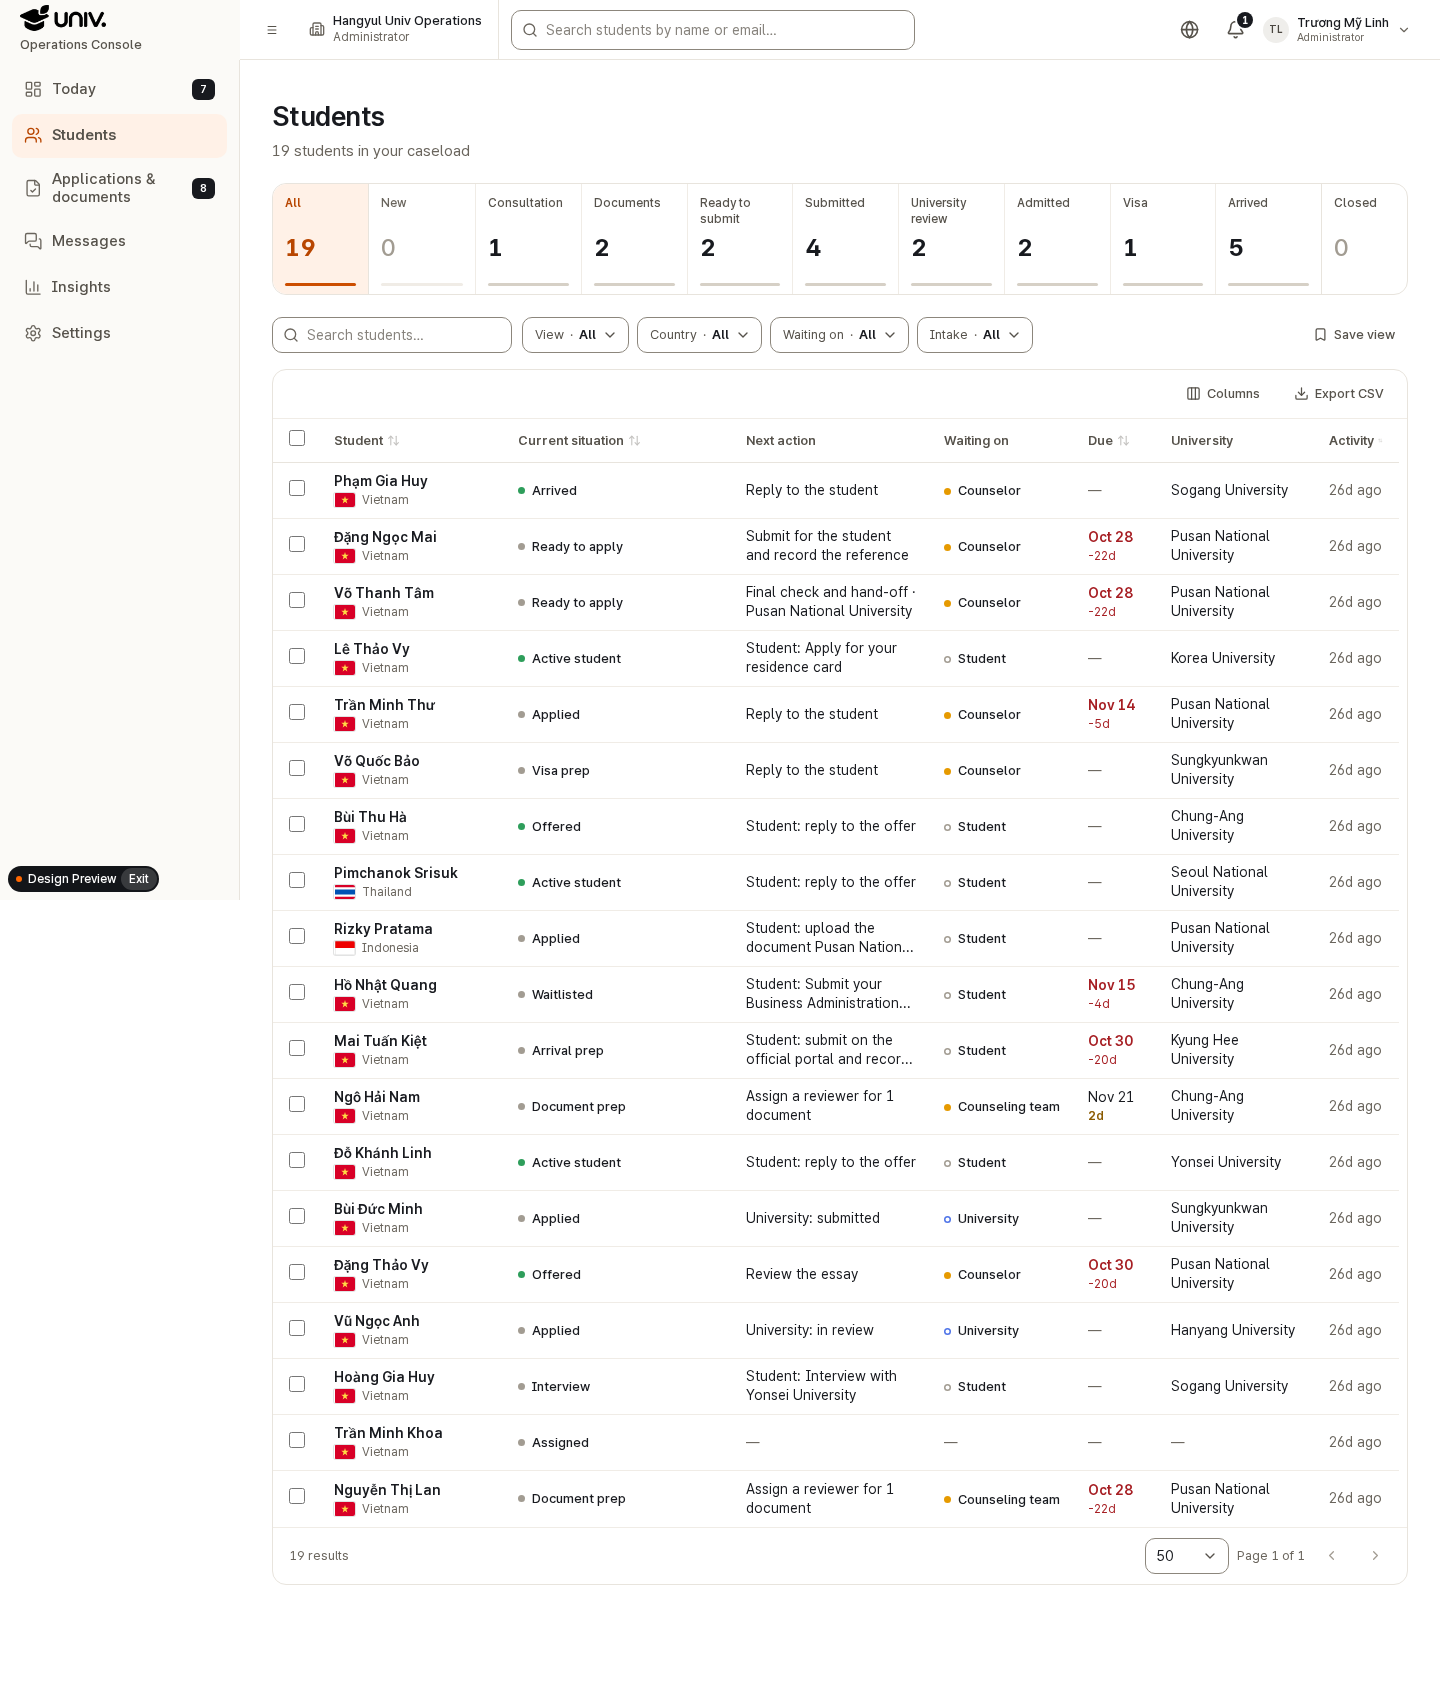 UNIV.
Operations Console
Today
7
Students
Applications &
documents
8
Messages
Insights
Settings
Design Preview
Exit
Hangyul Univ Operations
Administrator
Search students by name or email...
1
TL
Trương Mỹ Linh
Administrator
Students
19 students in your caseload
All
19
New
0
Consultation
1
Documents
2
Ready to
submit
2
Submitted
4
University
review
2
Admitted
2
Visa
1
Arrived
5
Closed
0
Search students...
View · All
Country · All
Waiting on · All
Intake · All
Save view
Columns
Export CSV
Student
Current situation
Next action
Waiting on
Due
University
Activity
Phạm Gia Huy
Vietnam
Arrived
Reply to the student
Counselor
—
Sogang University
26d ago
Đặng Ngọc Mai
Vietnam
Ready to apply
Submit for the student
and record the reference
Counselor
Oct 28
-22d
Pusan National
University
26d ago
Võ Thanh Tâm
Vietnam
Ready to apply
Final check and hand-off ·
Pusan National University
Counselor
Oct 28
-22d
Pusan National
University
26d ago
Lê Thảo Vy
Vietnam
Active student
Student: Apply for your
residence card
Student
—
Korea University
26d ago
Trần Minh Thư
Vietnam
Applied
Reply to the student
Counselor
Nov 14
-5d
Pusan National
University
26d ago
Võ Quốc Bảo
Vietnam
Visa prep
Reply to the student
Counselor
—
Sungkyunkwan
University
26d ago
Bùi Thu Hà
Vietnam
Offered
Student: reply to the offer
Student
—
Chung-Ang
University
26d ago
Pimchanok Srisuk
Thailand
Active student
Student: reply to the offer
Student
—
Seoul National
University
26d ago
Rizky Pratama
Indonesia
Applied
Student: upload the
document Pusan Nation...
Student
—
Pusan National
University
26d ago
Hồ Nhật Quang
Vietnam
Waitlisted
Student: Submit your
Business Administration...
Student
Nov 15
-4d
Chung-Ang
University
26d ago
Mai Tuấn Kiệt
Vietnam
Arrival prep
Student: submit on the
official portal and recor...
Student
Oct 30
-20d
Kyung Hee
University
26d ago
Ngô Hải Nam
Vietnam
Document prep
Assign a reviewer for 1
document
Counseling team
Nov 21
2d
Chung-Ang
University
26d ago
Đỗ Khánh Linh
Vietnam
Active student
Student: reply to the offer
Student
—
Yonsei University
26d ago
Bùi Đức Minh
Vietnam
Applied
University: submitted
University
—
Sungkyunkwan
University
26d ago
Đặng Thảo Vy
Vietnam
Offered
Review the essay
Counselor
Oct 30
-20d
Pusan National
University
26d ago
Vũ Ngọc Anh
Vietnam
Applied
University: in review
University
—
Hanyang University
26d ago
Hoàng Gia Huy
Vietnam
Interview
Student: Interview with
Yonsei University
Student
—
Sogang University
26d ago
Trần Minh Khoa
Vietnam
Assigned
—
—
—
—
26d ago
Nguyễn Thị Lan
Vietnam
Document prep
Assign a reviewer for 1
document
Counseling team
Oct 28
-22d
Pusan National
University
26d ago
19 results
50
Page 1 of 1